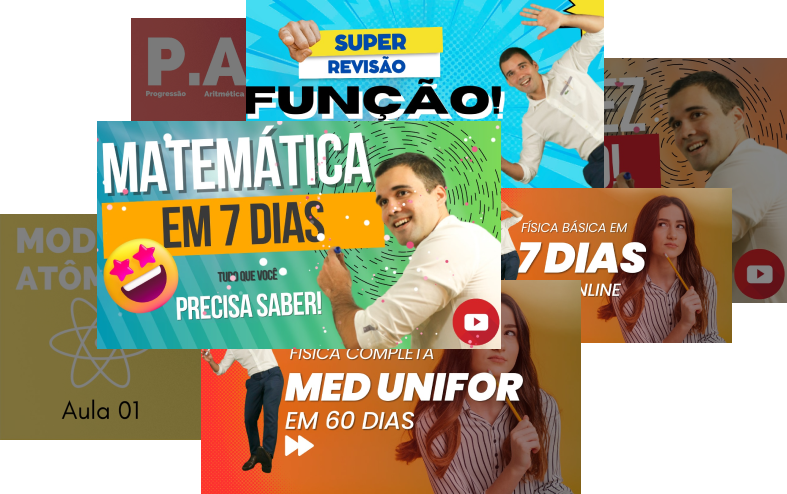 P.A
Progressão Aritmética
SUPER
REVISÃO
FUNÇÃO!
MATEMÁTICA
EM 7 DIAS
TUDO QUE VOCÊ
PRECISA SABER!
FÍSICA BÁSICA EM
7 DIAS
NLINE
MOD
ATÔM
Aula 01
FÍSICA COMPLETA
MED UNIFOR
EM 60 DIAS